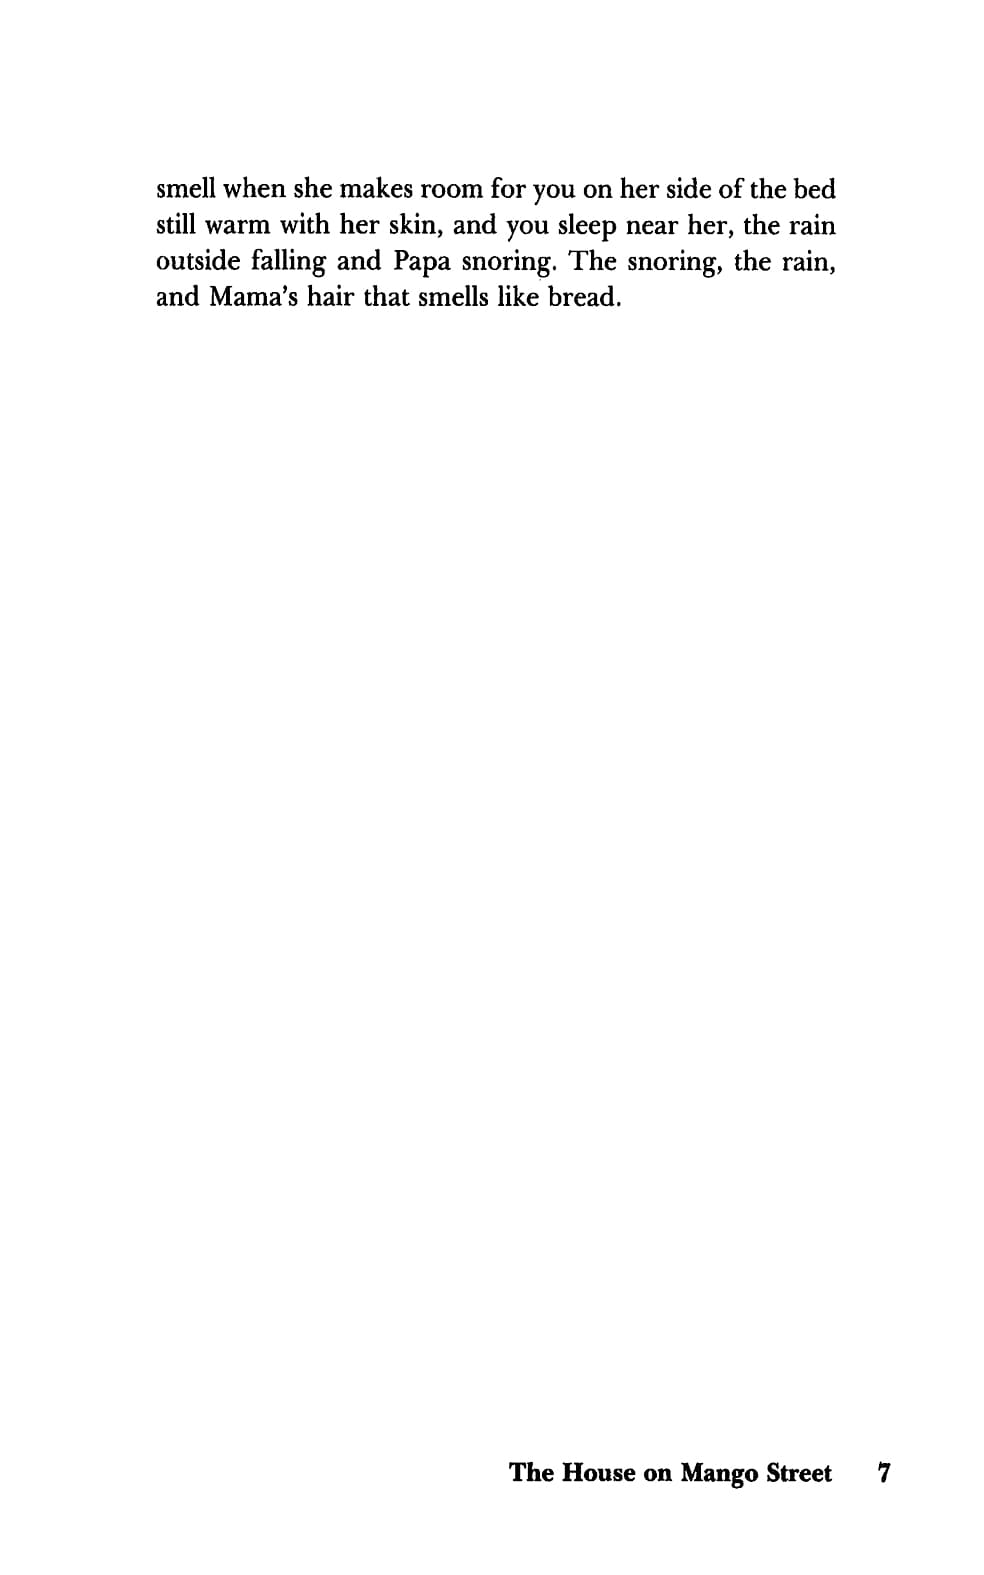 smell when she makes room for you on her side of the bed
still warm with her skin, and you sleep near her, the rain
outside falling and Papa snoring. The snoring, the rain,
and Mama’s hair that smells like bread.
The House on Mango Street 7